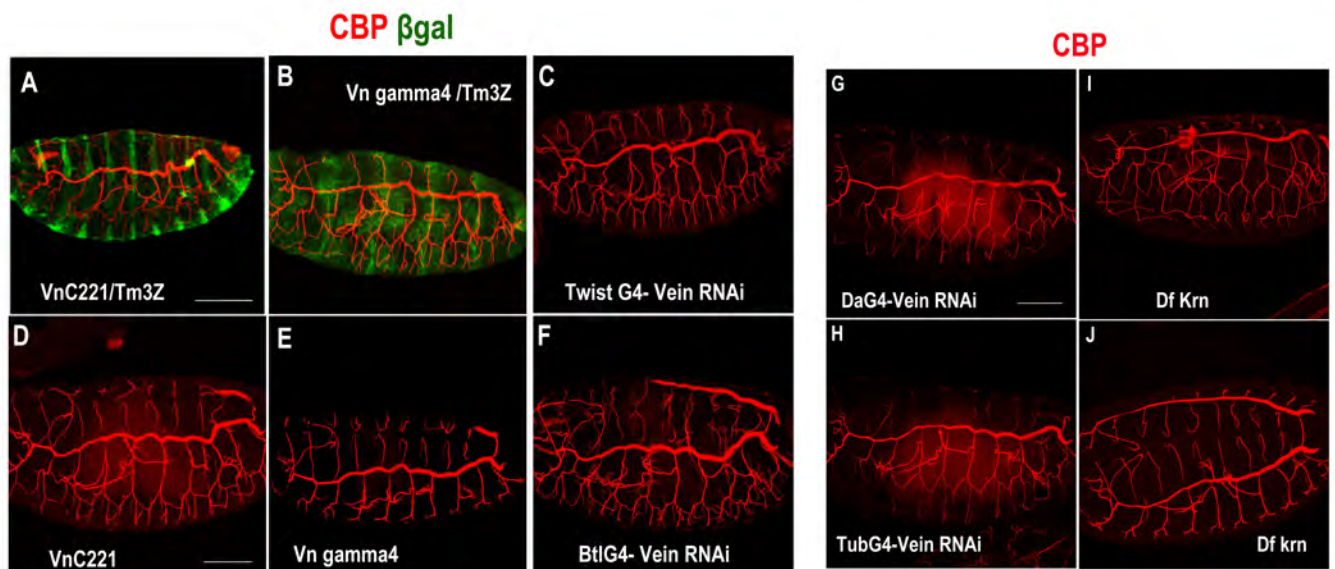 CBP βgal
CBP
A
VnC221/Tm3Z
B
Vn gamma4 /Tm3Z
C
Twist G4- Vein RNAi
D
VnC221
E
Vn gamma4
F
BtlG4- Vein RNAi
G
DaG4-Vein RNAi
I
Df Krn
H
TubG4-Vein RNAi
J
Df krn